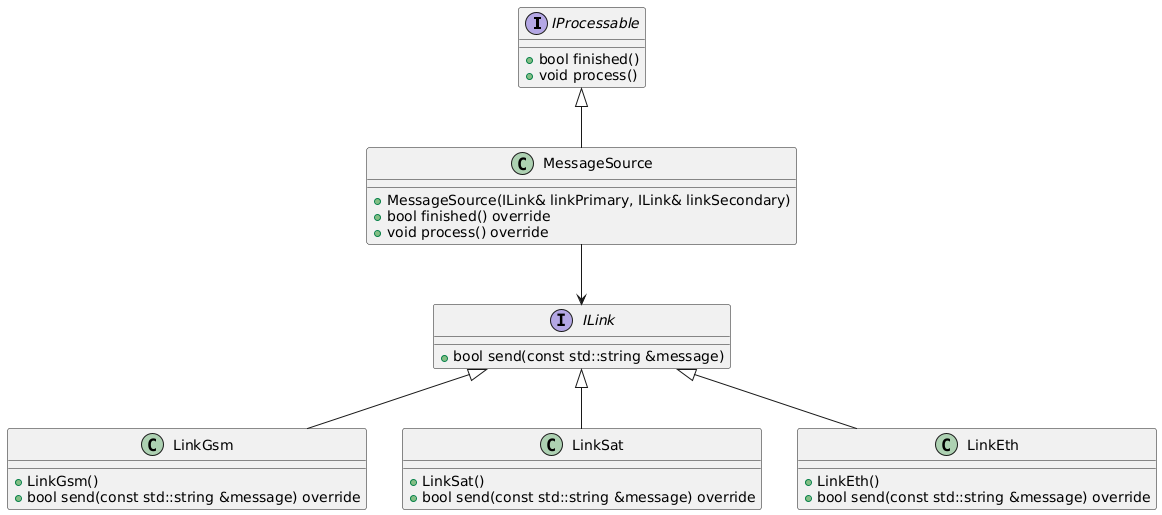 I IProcessable
bool finished()
void process()
C MessageSource
MessageSource(ILink& linkPrimary, ILink& linkSecondary)
bool finished() override
void process() override
I ILink
bool send(const std::string &message)
C LinkGsm
LinkGsm()
bool send(const std::string &message) override
C LinkSat
LinkSat()
bool send(const std::string &message) override
C LinkEth
LinkEth()
bool send(const std::string &message) override